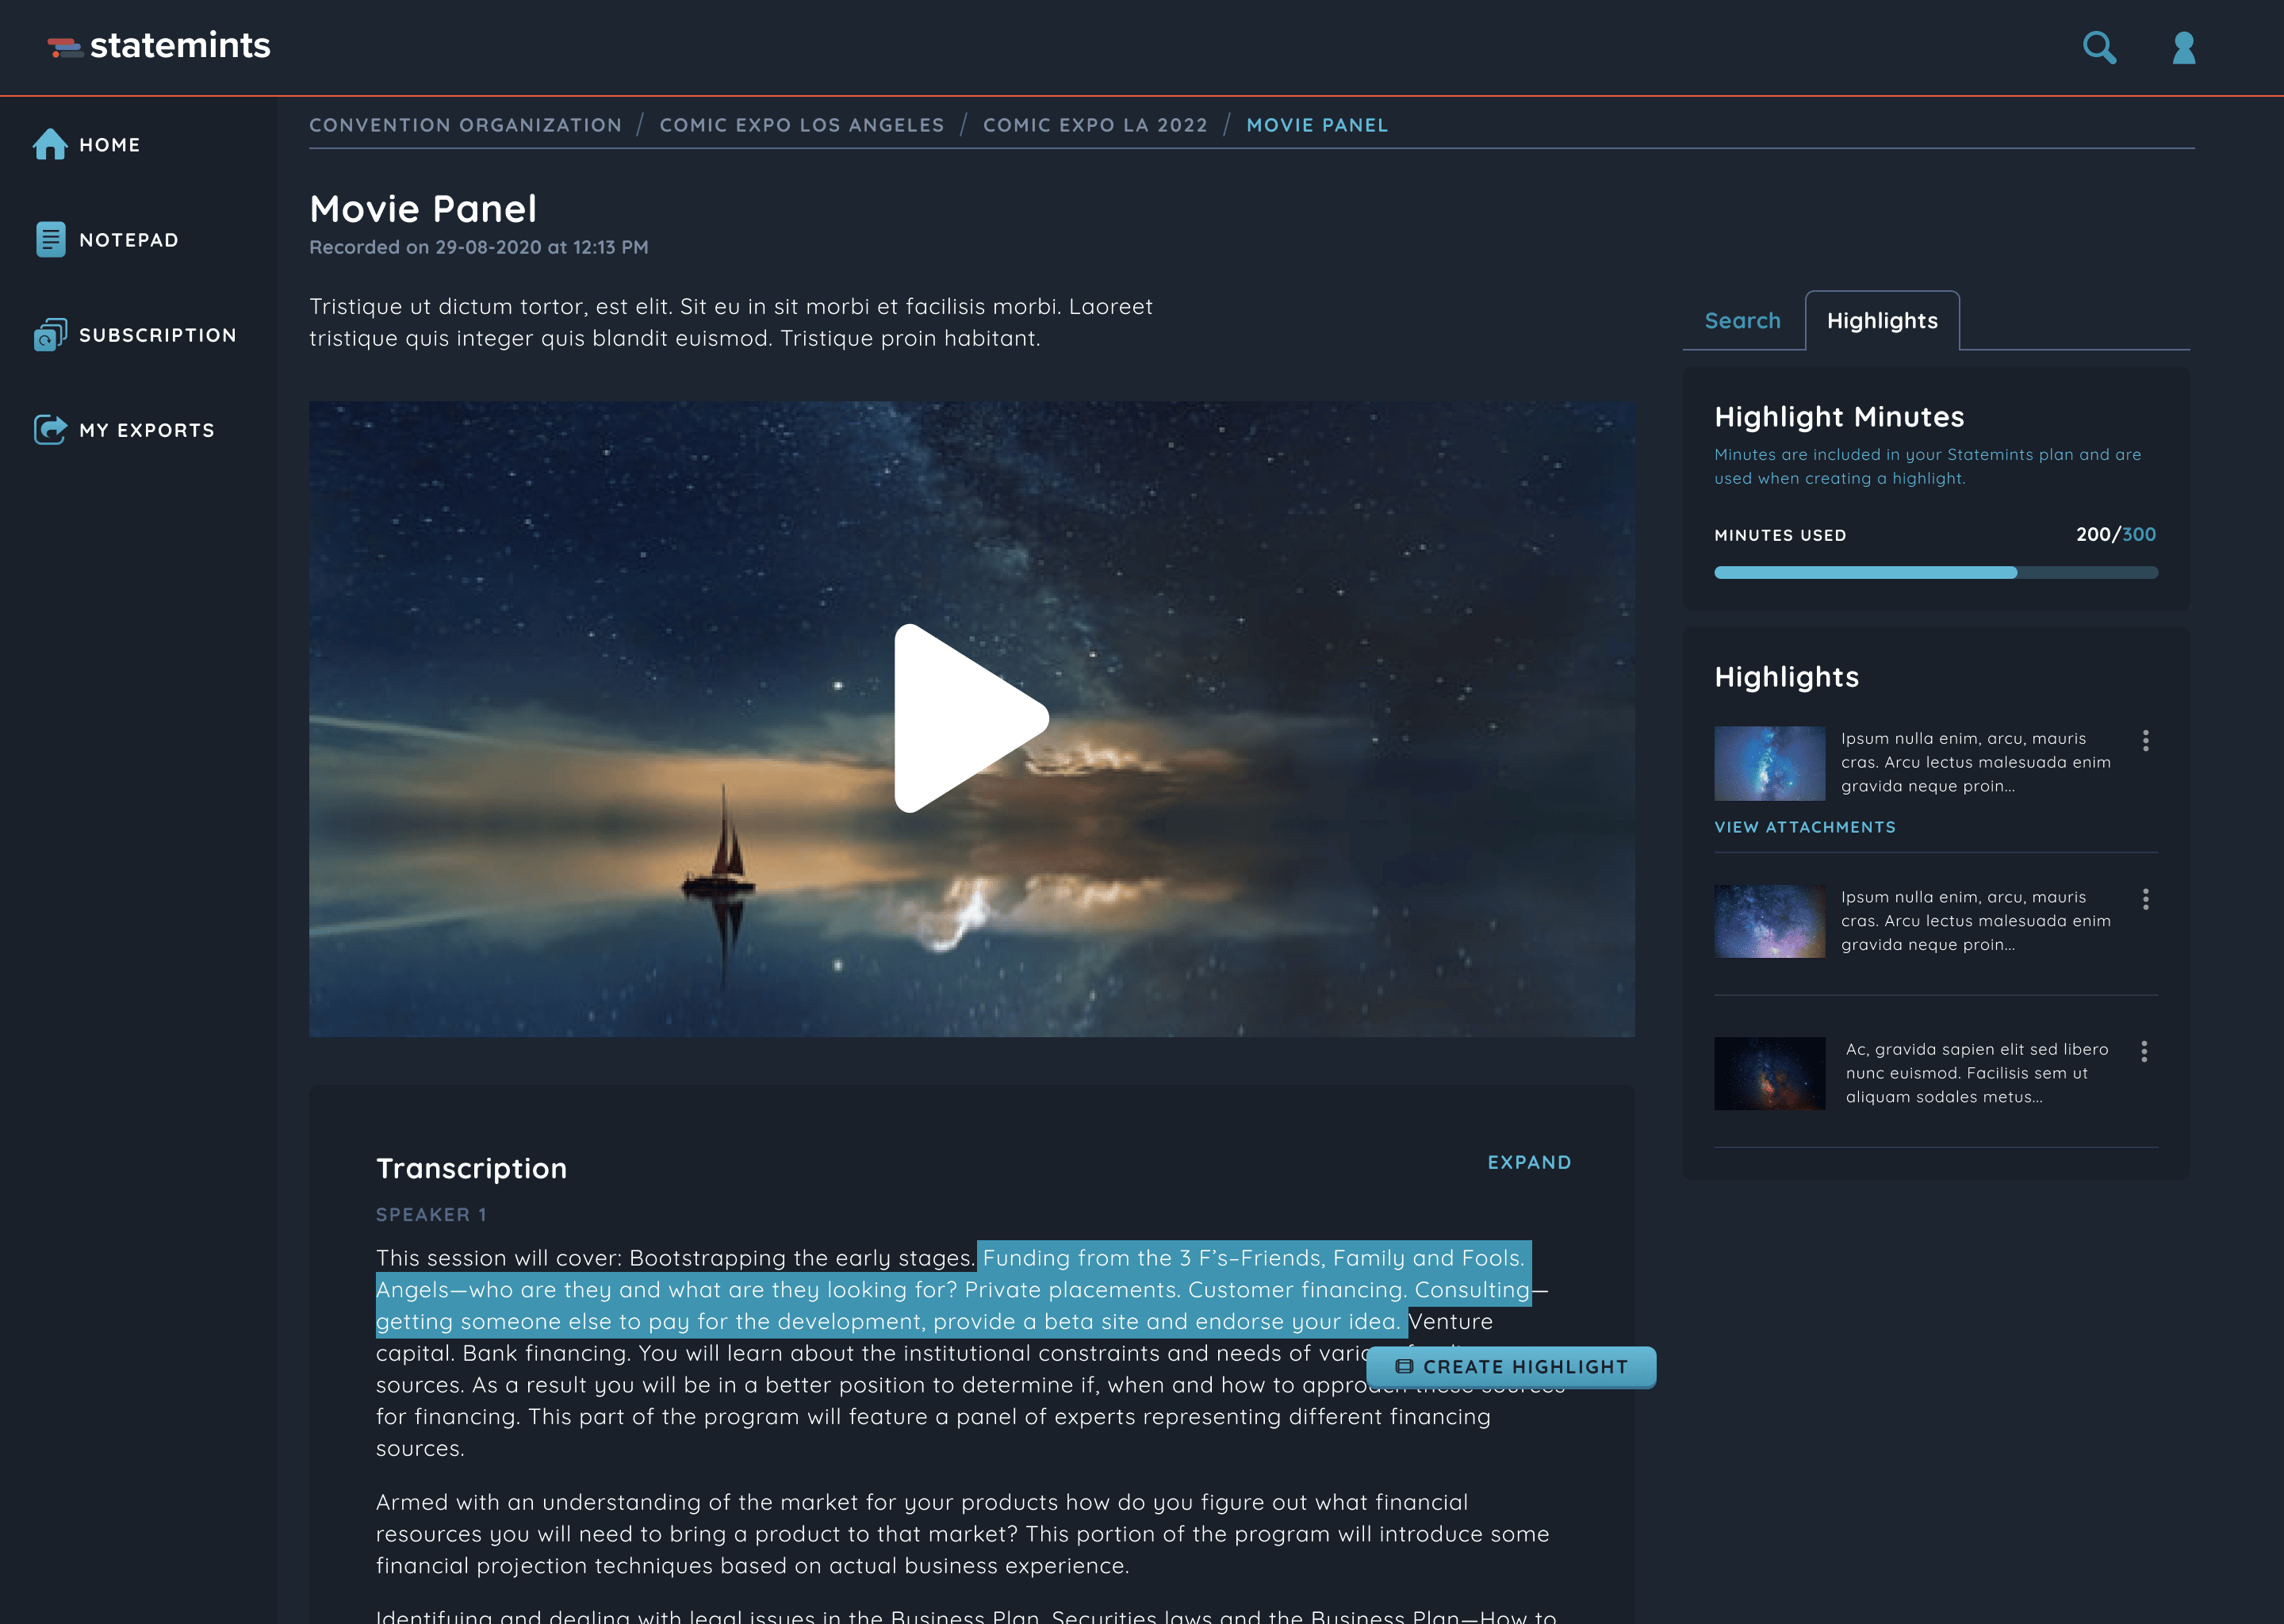 statemints
CONVENTION ORGANIZATION / COMIC EXPO LOS ANGELES / COMIC EXPO LA 2022 / MOVIE PANEL
HOME
NOTEPAD
SUBSCRIPTION
MY EXPORTS
Movie Panel
Recorded on 29-08-2020 at 12:13 PM
Tristique ut dictum tortor, est elit. Sit eu in sit morbi et facilisis morbi. Laoreet
tristique quis integer quis blandit euismod. Tristique proin habitant.
Transcription
EXPAND
SPEAKER 1
This session will cover: Bootstrapping the early stages. Funding from the 3 F’s–Friends, Family and Fools.
Angels—who are they and what are they looking for? Private placements. Customer financing. Consulting—
getting someone else to pay for the development, provide a beta site and endorse your idea. Venture
capital. Bank financing. You will learn about the institutional constraints and needs of
CREATE HIGHLIGHT
sources. As a result you will be in a better position to determine if, when and how to
for financing. This part of the program will feature a panel of experts representing different financing
sources.
Armed with an understanding of the market for your products how do you figure out what financial
resources you will need to bring a product to that market? This portion of the program will introduce some
financial projection techniques based on actual business experience.
Identifying and dealing with legal issues in the Business Plan. Securities laws and the Business Plan—How to
Search
Highlights
Highlight Minutes
Minutes are included in your Statemints plan and are
used when creating a highlight.
MINUTES USED
200/300
Highlights
Ipsum nulla enim, arcu, mauris
cras. Arcu lectus malesuada enim
gravida neque proin...
VIEW ATTACHMENTS
Ipsum nulla enim, arcu, mauris
cras. Arcu lectus malesuada enim
gravida neque proin...
Ac, gravida sapien elit sed libero
nunc euismod. Facilisis sem ut
aliquam sodales metus...